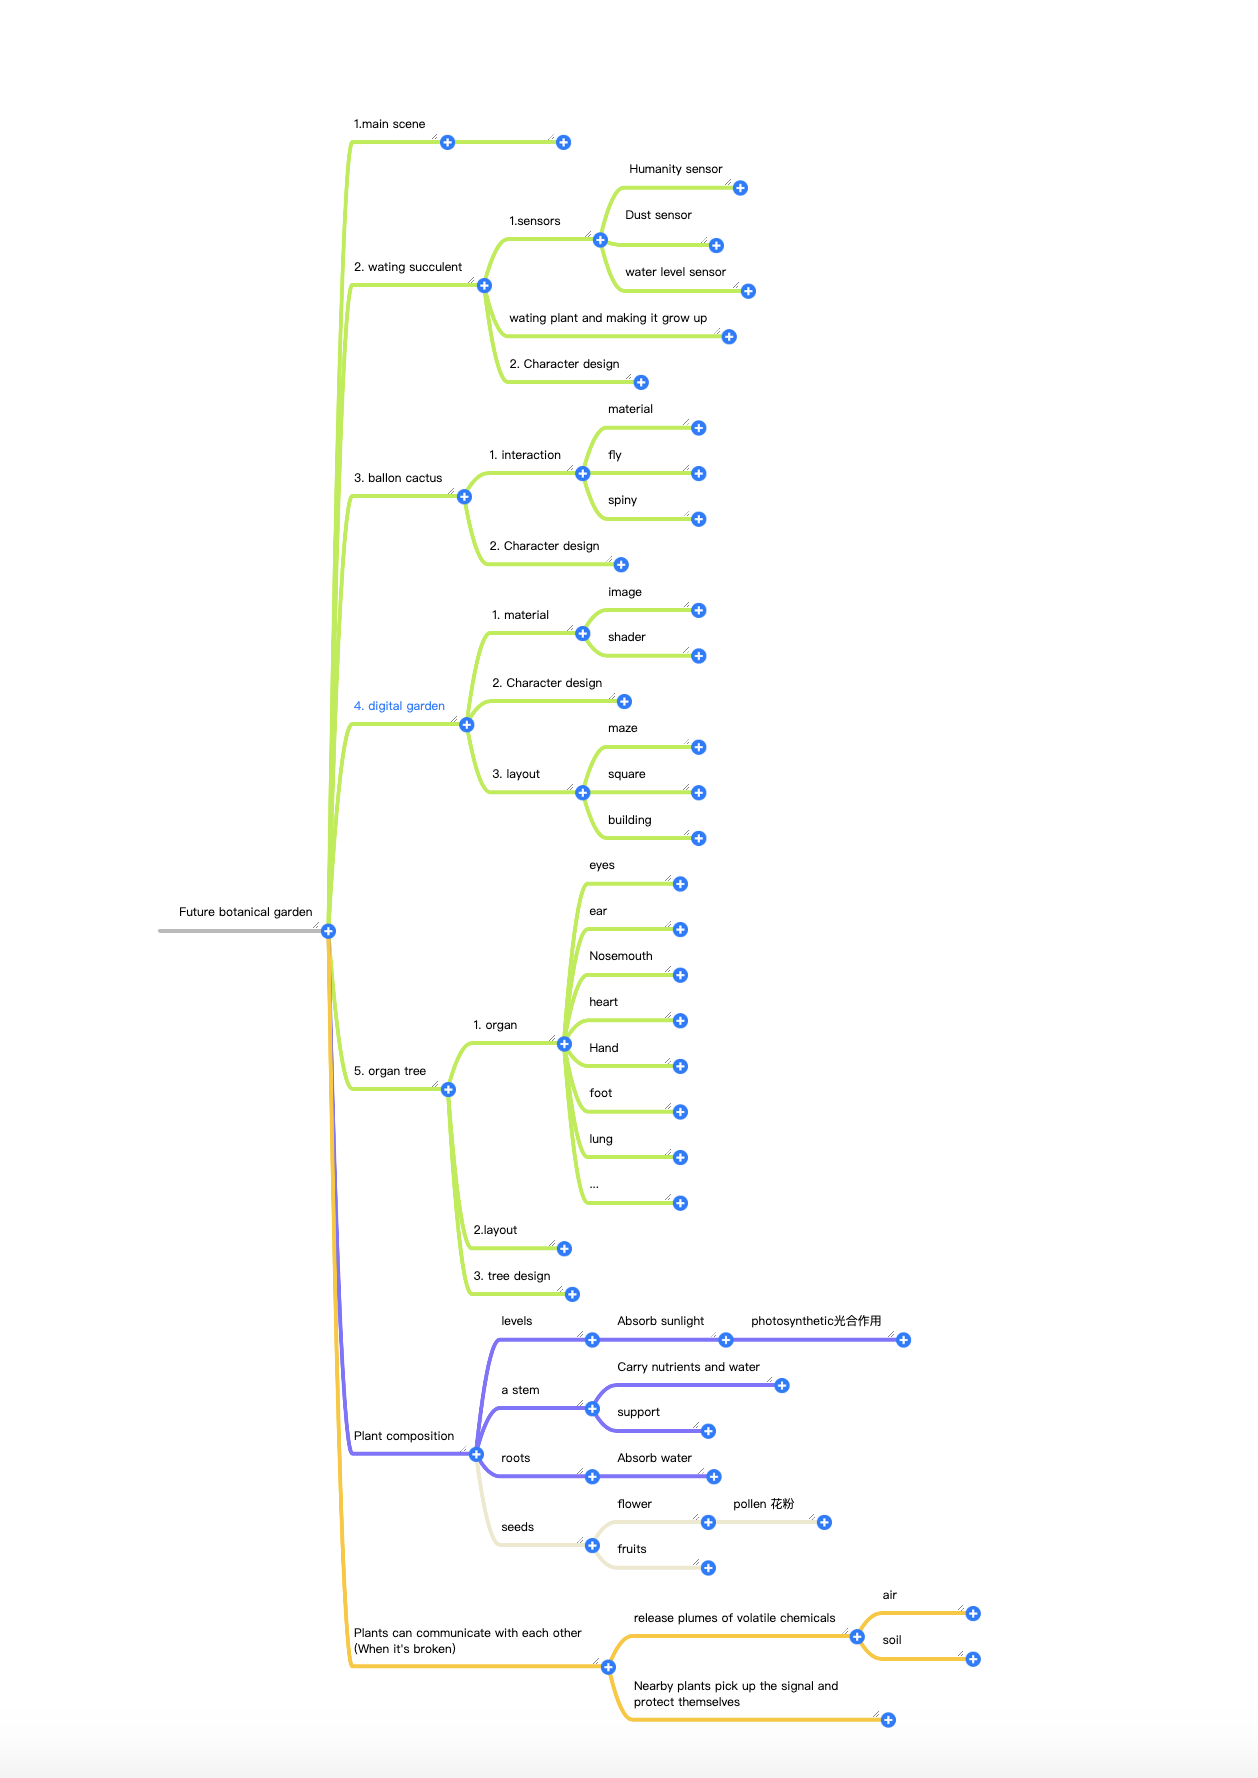 1.main scene
Humanity sensor
Dust sensor
1.sensors
water level sensor
2. wating succulent
wating plant and making it grow up
2. Character design
material
1. interaction
fly
spiny
3. ballon cactus
2. Character design
image
1. material
shader
2. Character design
4. digital garden
maze
3. layout
square
building
eyes
ear
Future botanical garden
Nosemouth
heart
1. organ
Hand
5. organ tree
foot
lung
...
2.layout
3. tree design
levels
Absorb sunlight
photosynthetic光合作用
Carry nutrients and water
a stem
support
Plant composition
roots
Absorb water
flower
pollen 花粉
seeds
fruits
air
release plumes of volatile chemicals
soil
Plants can communicate with each other
(When it's broken)
Nearby plants pick up the signal and
protect themselves